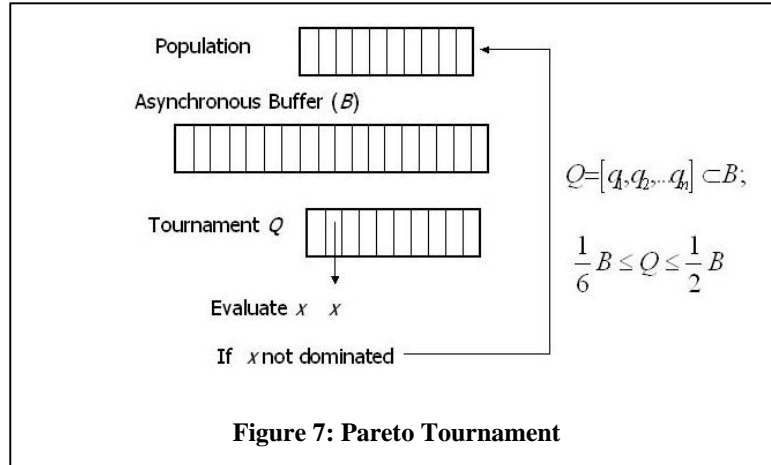 Population
Asynchronous Buffer (B)
Q=[q₁,q₂,...qₙ]⊂B;
Tournament Q
1/6 B ≤ Q ≤ 1/2 B
Evaluate x x
If x not dominated
Figure 7: Pareto Tournament